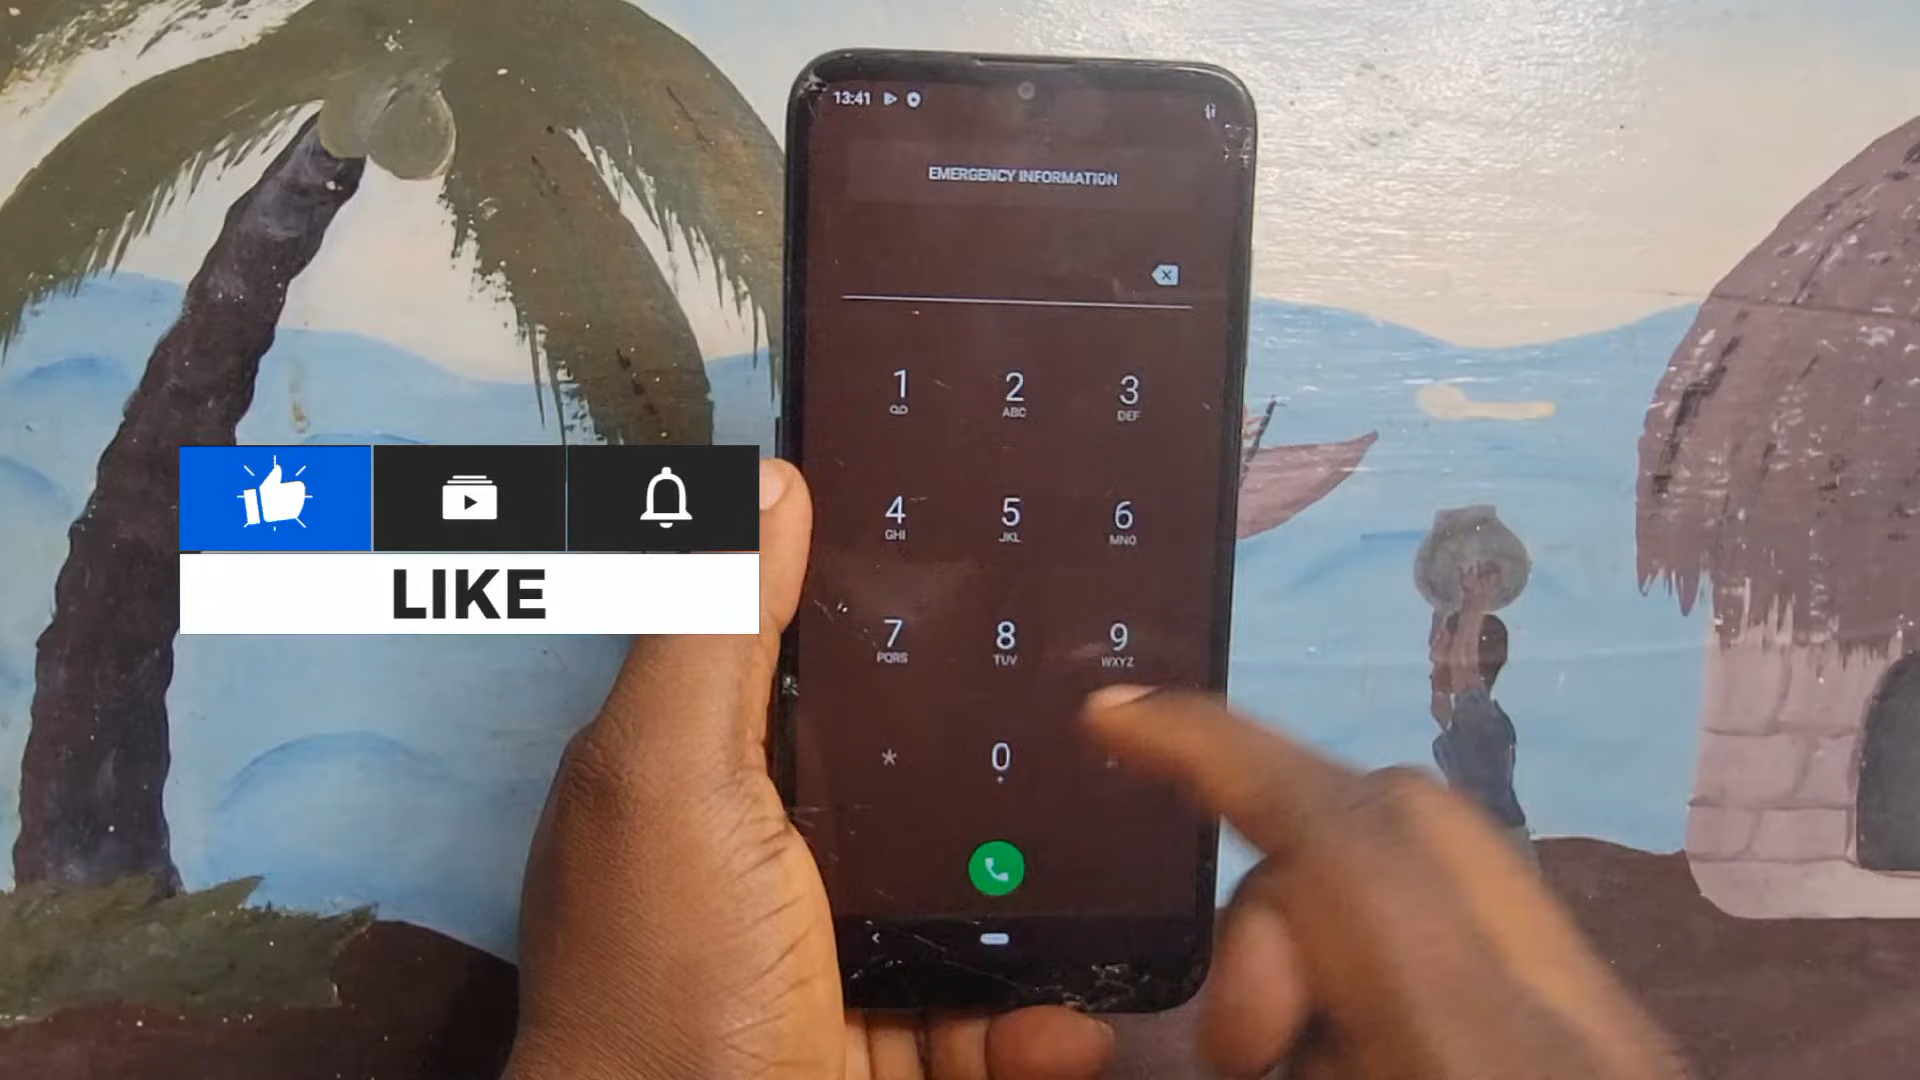 13:41
EMERGENCY INFORMATION
1 2 3
ABC DEF
4 5 6
GHI JKL MNO
LIKE
7 8 9
PQRS TUV WXYZ
* 0
+